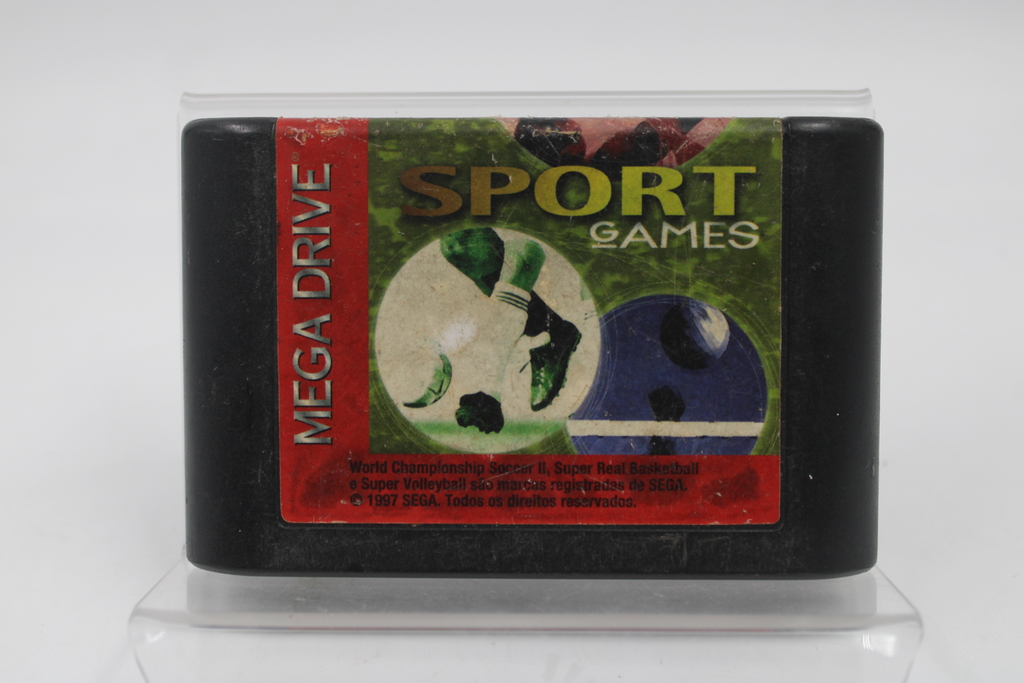 MEGA DRIVE
SPORT
GAMES
World Championship Soccer II, Super Real Basketball
e Super Volleyball são marcas registradas de SEGA.
© 1997 SEGA. Todos os direitos reservados.